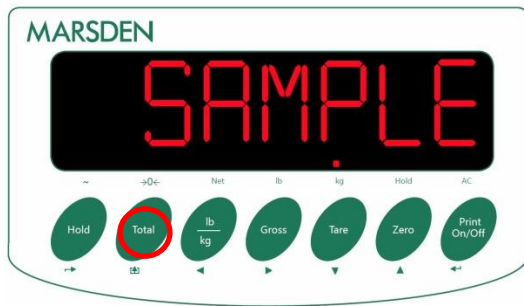 MARSDEN
SAMPLE
~ →0← Net lb kg Hold AC
Hold Total lb/kg Gross Tare Zero Print On/Off